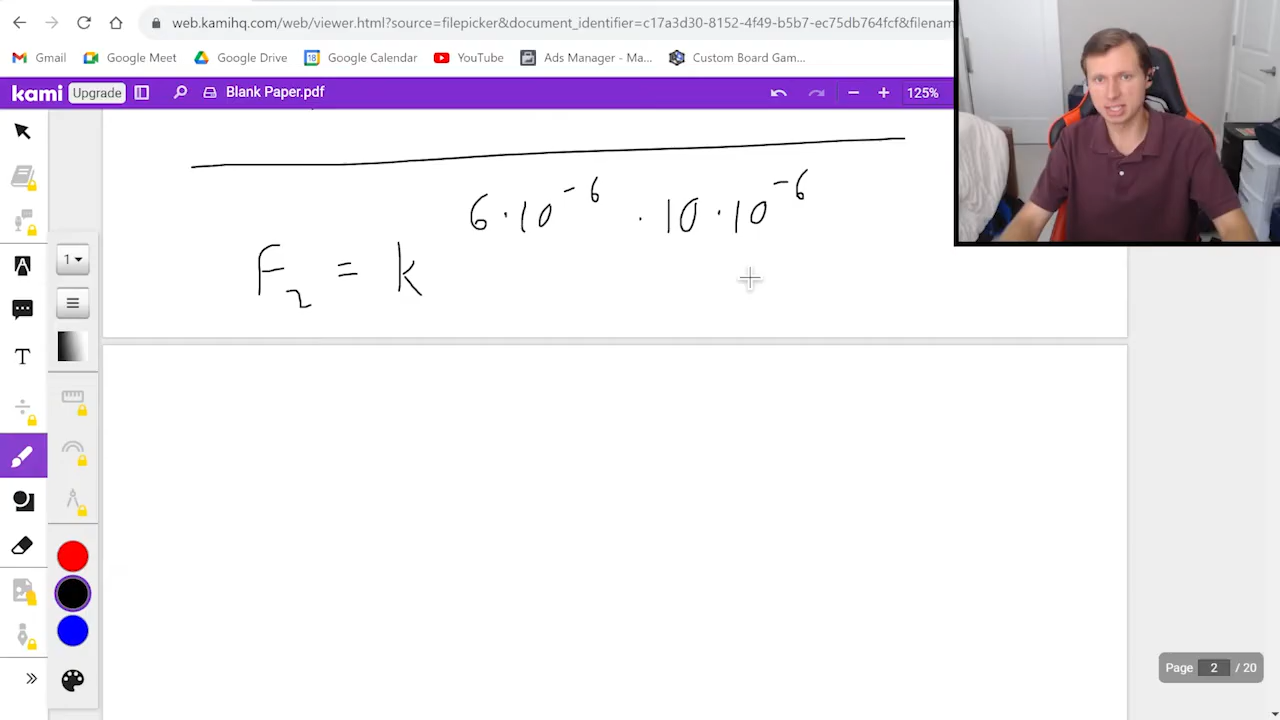 web.kamihq.com/web/viewer.html?source=filepicker&document_identifier=c17a3d30-8152-4f49-b5b7-ec75db764fcf&filenam
Gmail Google Meet Google Drive 18 Google Calendar YouTube Ads Manager - Ma... Custom Board Gam...
kami Upgrade Blank Paper.pdf 125%
6·10⁻⁶ · 10·10⁻⁶
F₂ = k
1
A
T
Page 2 / 20